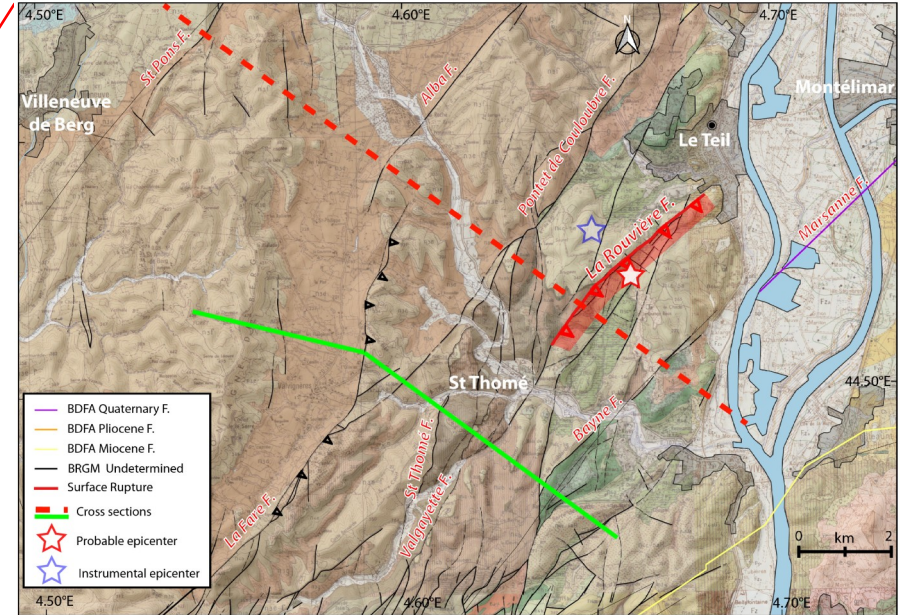 4.50°E
4.60°E
4.70°E
N
St Pons F.
Alba F.
Pontet de Couloubre F.
Villeneuve
de Berg
Montélimar
Le Teil
Marsanne F.
La Rouvière F.
St Thomé
44.50°E
Bayne F.
St Thomé F.
Valgayette F.
La Fare F.
BDFA Quaternary F.
BDFA Pliocene F.
BDFA Miocene F.
BRGM Undetermined
Surface Rupture
Cross sections
Probable epicenter
Instrumental epicenter
0 km 2
4.50°E
4.60°E
4.70°E